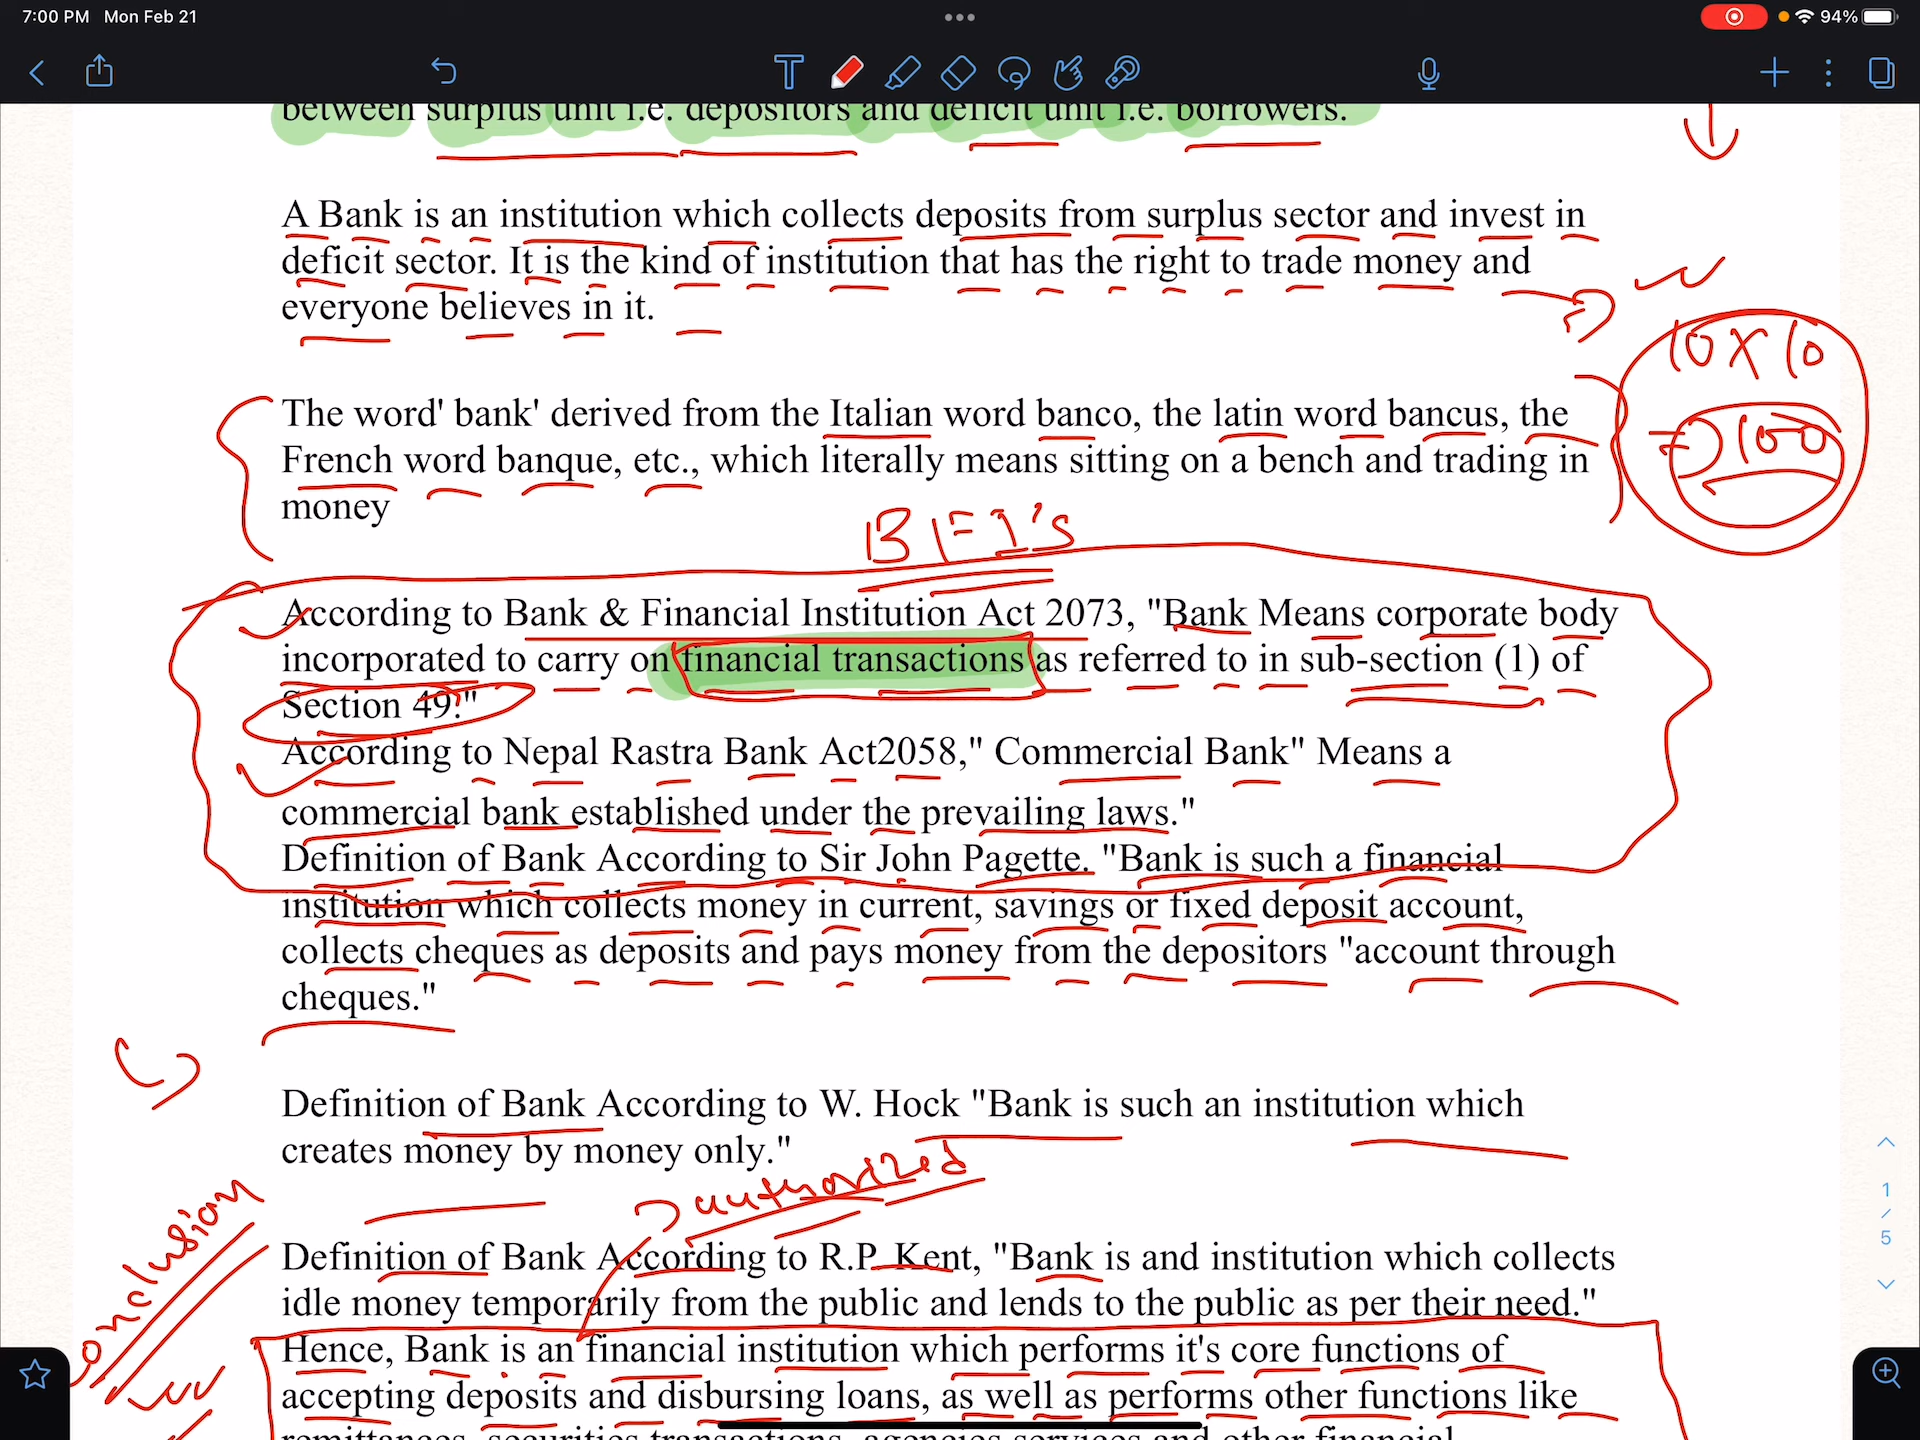 7:00 PM Mon Feb 21
94%
between surplus unit i.e. depositors and deficit unit i.e. borrowers.
A Bank is an institution which collects deposits from surplus sector and invest in
deficit sector. It is the kind of institution that has the right to trade money and
everyone believes in it.
10 x 10
100
The word' bank' derived from the Italian word banco, the latin word bancus, the
French word banque, etc., which literally means sitting on a bench and trading in
money
BFI's
According to Bank & Financial Institution Act 2073, "Bank Means corporate body
incorporated to carry on financial transactions as referred to in sub-section (1) of
Section 49."
According to Nepal Rastra Bank Act2058," Commercial Bank" Means a
commercial bank established under the prevailing laws."
Definition of Bank According to Sir John Pagette. "Bank is such a financial
institution which collects money in current, savings or fixed deposit account,
collects cheques as deposits and pays money from the depositors "account through
cheques."
Definition of Bank According to W. Hock "Bank is such an institution which
creates money by money only."
authorized
conclusion
Definition of Bank According to R.P. Kent, "Bank is and institution which collects
idle money temporarily from the public and lends to the public as per their need."
Hence, Bank is an financial institution which performs it's core functions of
accepting deposits and disbursing loans, as well as performs other functions like
remittances, securities transactions, agencies services and other financial
1
/
5